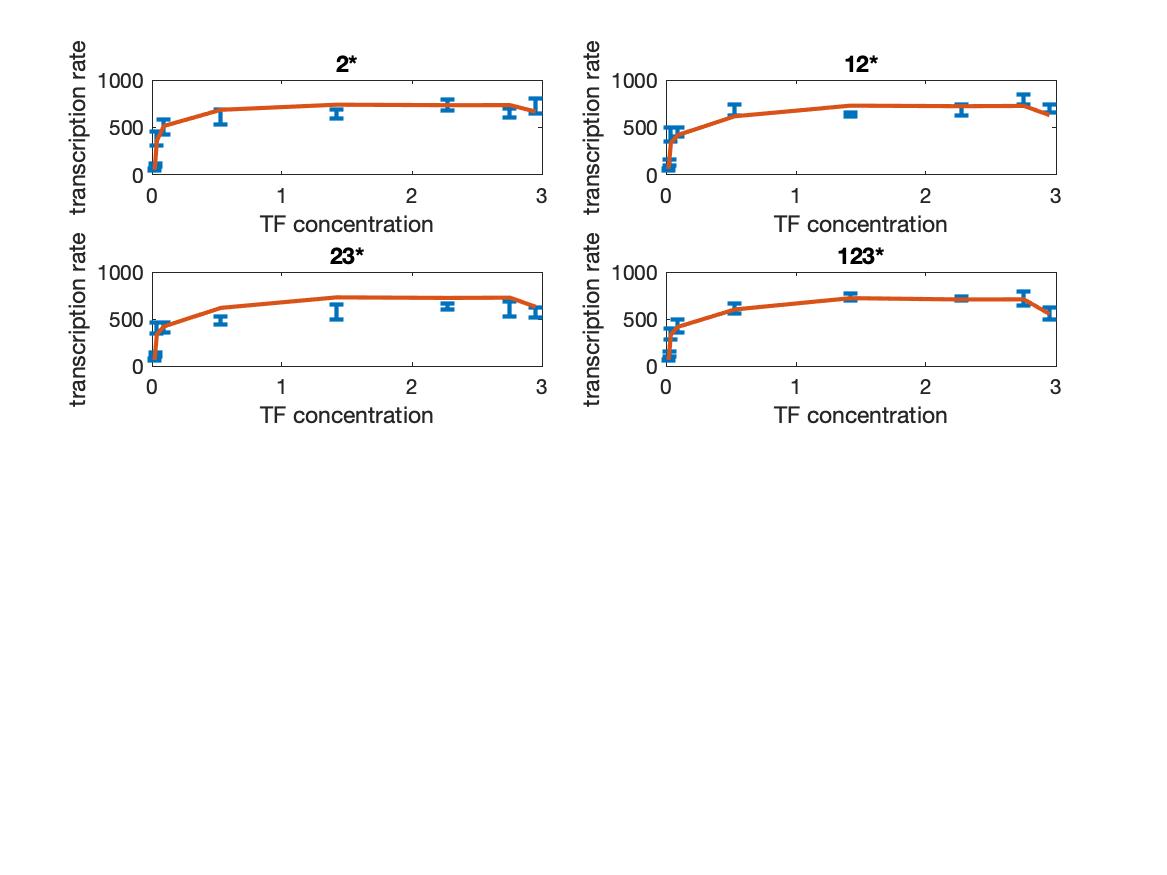 2*
transcription rate
1000
500
0
0 1 2 3
TF concentration
12*
transcription rate
1000
500
0
0 1 2 3
TF concentration
23*
transcription rate
1000
500
0
0 1 2 3
TF concentration
123*
transcription rate
1000
500
0
0 1 2 3
TF concentration